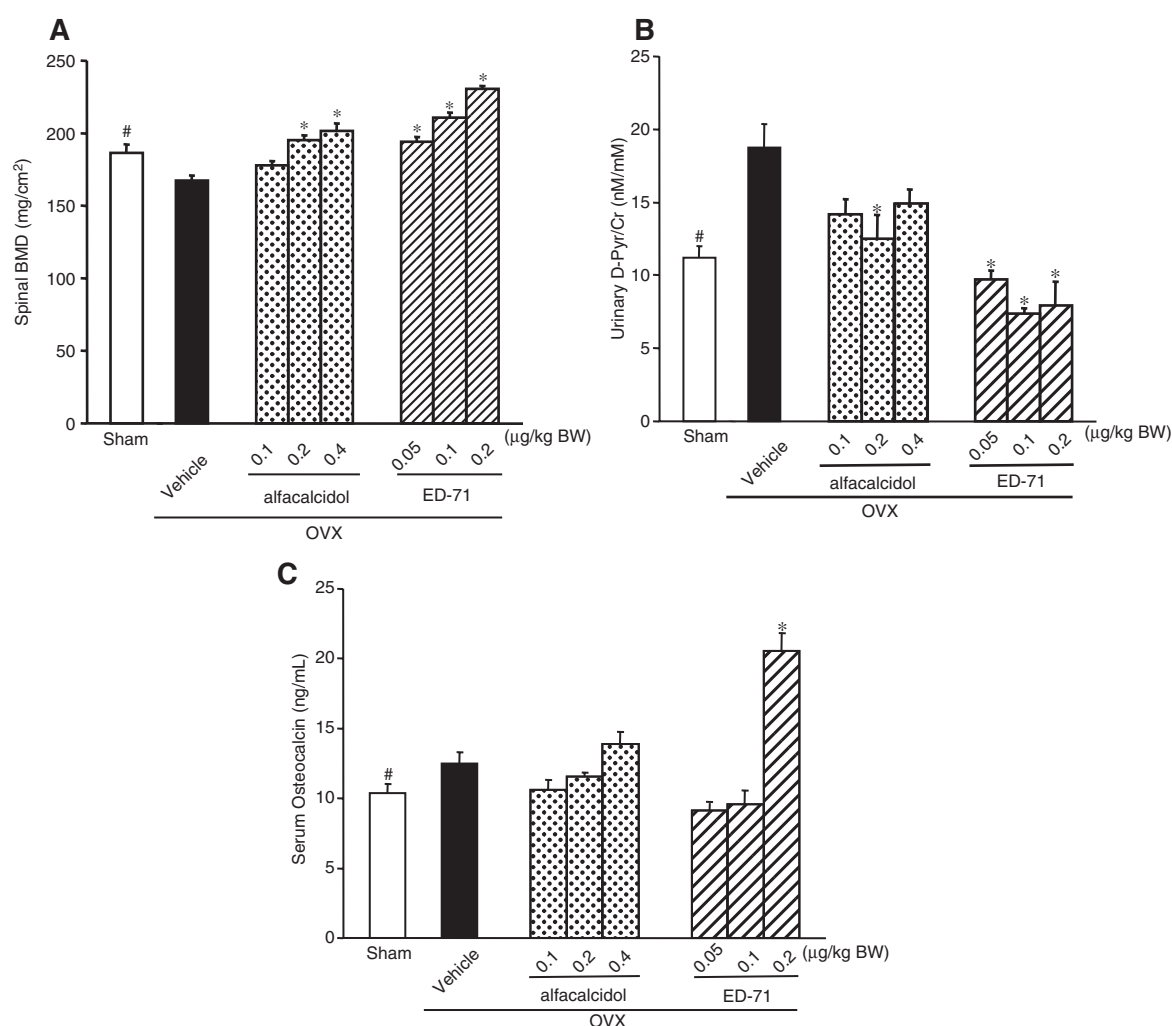 A
Spinal BMD (mg/cm²)
250
200
150
100
50
0
#
*
*
*
*
*
Sham
Vehicle
0.1
0.2
0.4
0.05
0.1
0.2
(μg/kg BW)
alfacalcidol
ED-71
OVX
B
Urinary D-Pyr/Cr (nM/mM)
25
20
15
10
5
0
#
*
*
*
*
Sham
Vehicle
0.1
0.2
0.4
0.05
0.1
0.2
(μg/kg BW)
alfacalcidol
ED-71
OVX
C
Serum Osteocalcin (ng/mL)
25
20
15
10
5
0
#
*
Sham
Vehicle
0.1
0.2
0.4
0.05
0.1
0.2
(μg/kg BW)
alfacalcidol
ED-71
OVX